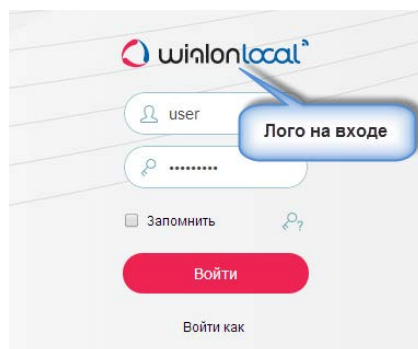 wialonlocal
user
Лого на входе
•••••••••
Запомнить
?
Войти
Войти как